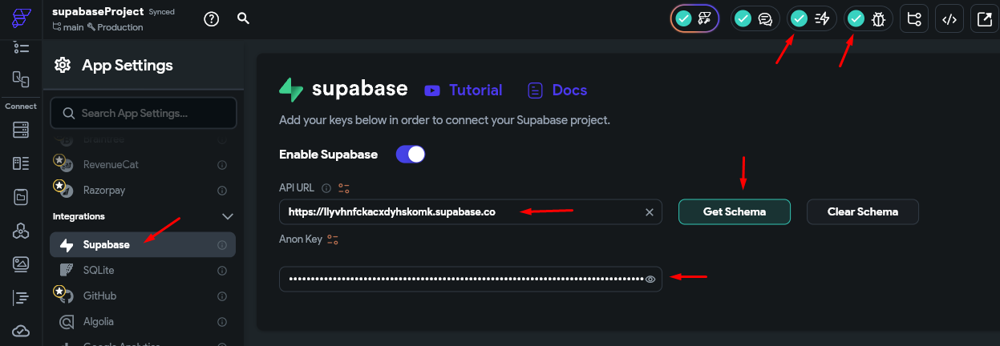 supabaseProject Synced
main Production
App Settings
Connect
Search App Settings...
Braintree
RevenueCat
Razorpay
Integrations
Supabase
SQLite
GitHub
Algolia
Google Analytics
supabase Tutorial Docs
Add your keys below in order to connect your Supabase project.
Enable Supabase
API URL
https://llyvhnfckacxdyhskomk.supabase.co
Get Schema Clear Schema
Anon Key